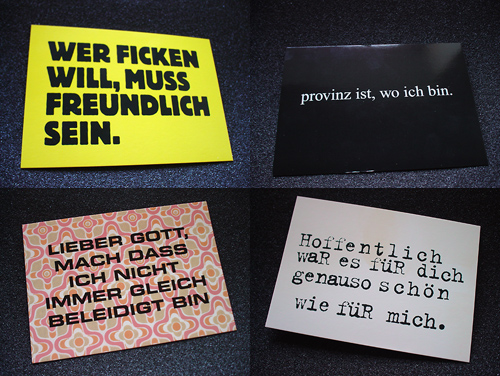 WER FICKEN
WILL, MUSS
FREUNDLICH
SEIN.
provinz ist, wo ich bin.
LIEBER GOTT,
MACH DASS
ICH NICHT
IMMER GLEICH
BELEIDIGT BIN
Hoffentlich
waR es füR dich
genauso schön
wie füR mich.